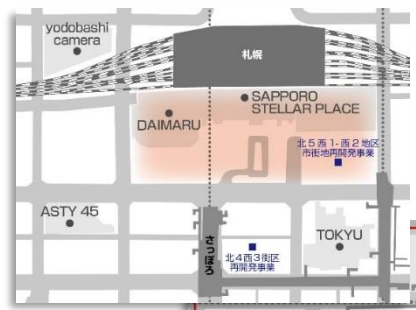 yodobashi
camera
札幌
SAPPORO
STELLAR PLACE
DAIMARU
北5西1・西2地区
市街地再開発事業
ASTY 45
さっぽろ
TOKYU
北4西3街区
再開発事業